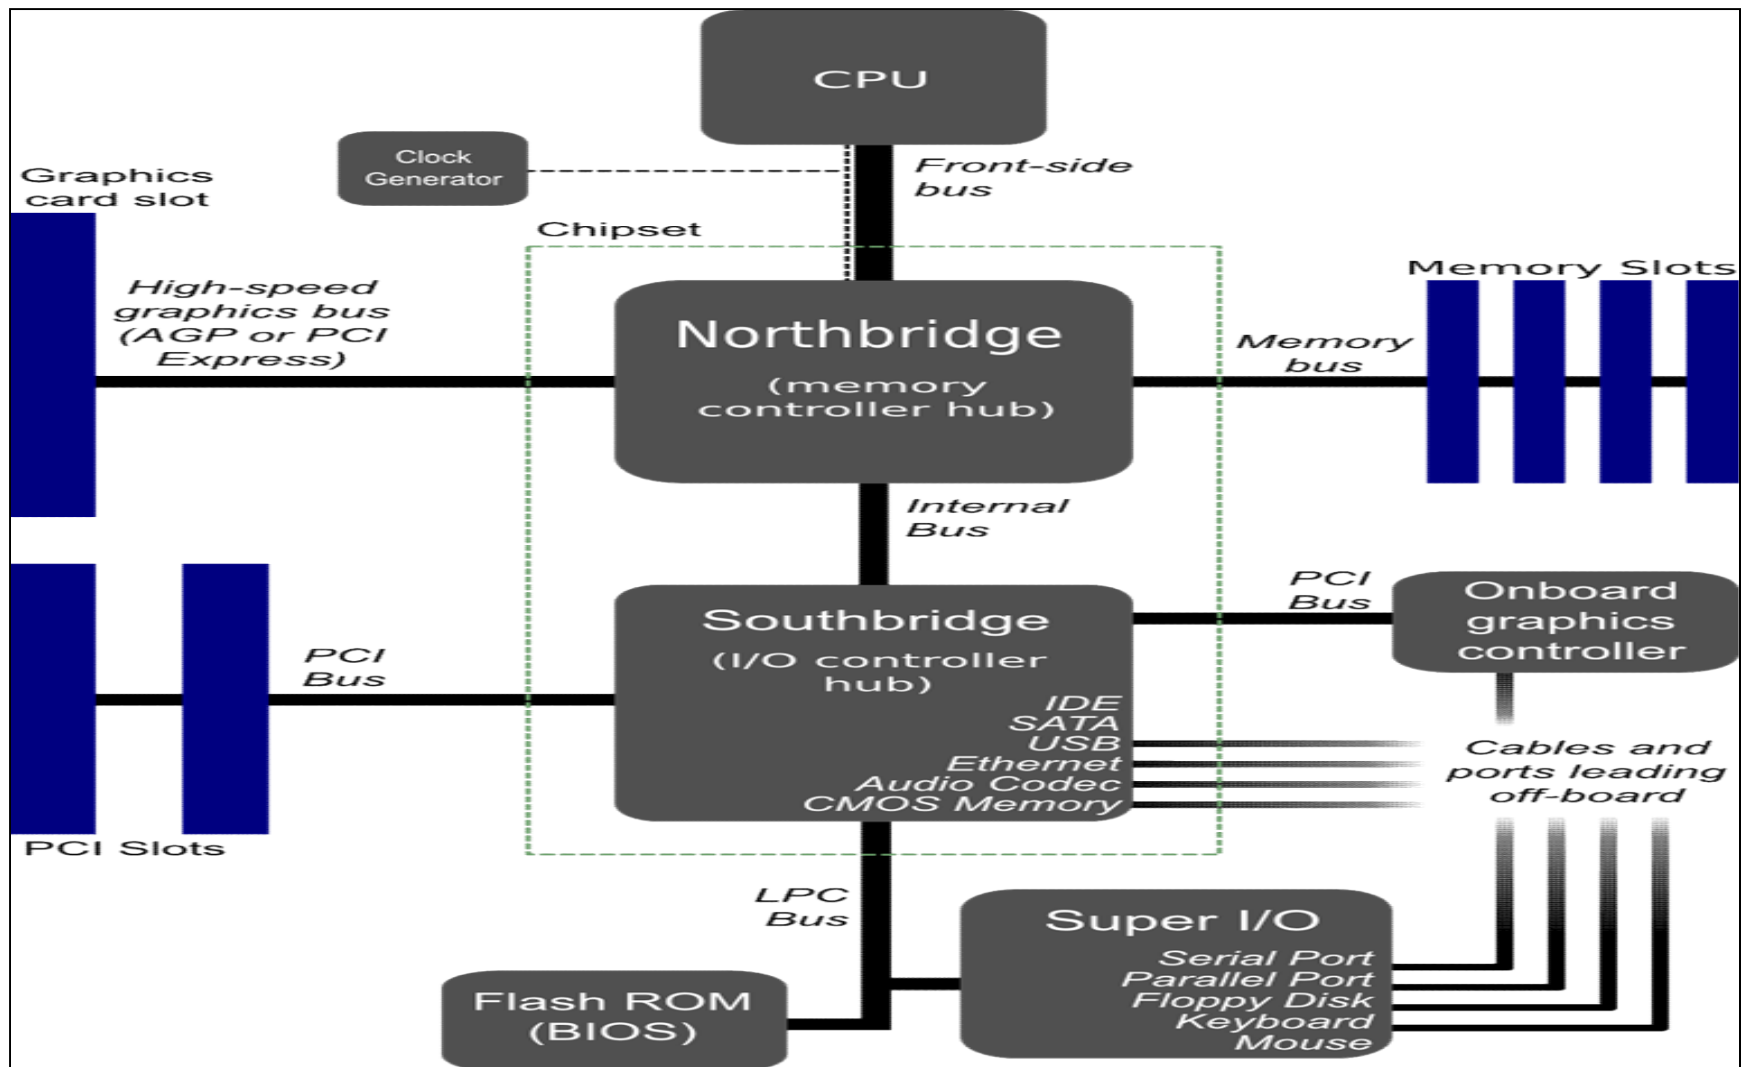 CPU
Clock
Generator
Front-side
bus
Graphics
card slot
Chipset
High-speed
graphics bus
(AGP or PCI
Express)
Northbridge
(memory
controller hub)
Memory Slots
Memory
bus
Internal
Bus
PCI
Bus
Southbridge
(I/O controller
hub)
IDE
SATA
USB
Ethernet
Audio Codec
CMOS Memory
PCI
Bus
Onboard
graphics
controller
Cables and
ports leading
off-board
PCI Slots
LPC
Bus
Super I/O
Serial Port
Parallel Port
Floppy Disk
Keyboard
Mouse
Flash ROM
(BIOS)